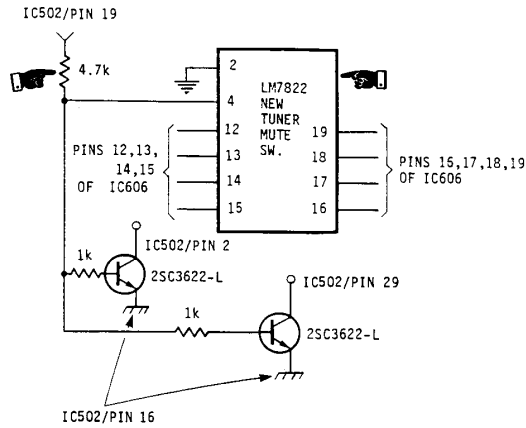 IC502/PIN 19
4.7k
2
4
12
13
14
15
LM7822
NEW
TUNER
MUTE
SW.
19
18
17
16
PINS 12,13,
14,15
OF IC606
PINS 16,17,18,19
OF IC606
IC502/PIN 2
1k
2SC3622-L
IC502/PIN 29
1k
2SC3622-L
IC502/PIN 16